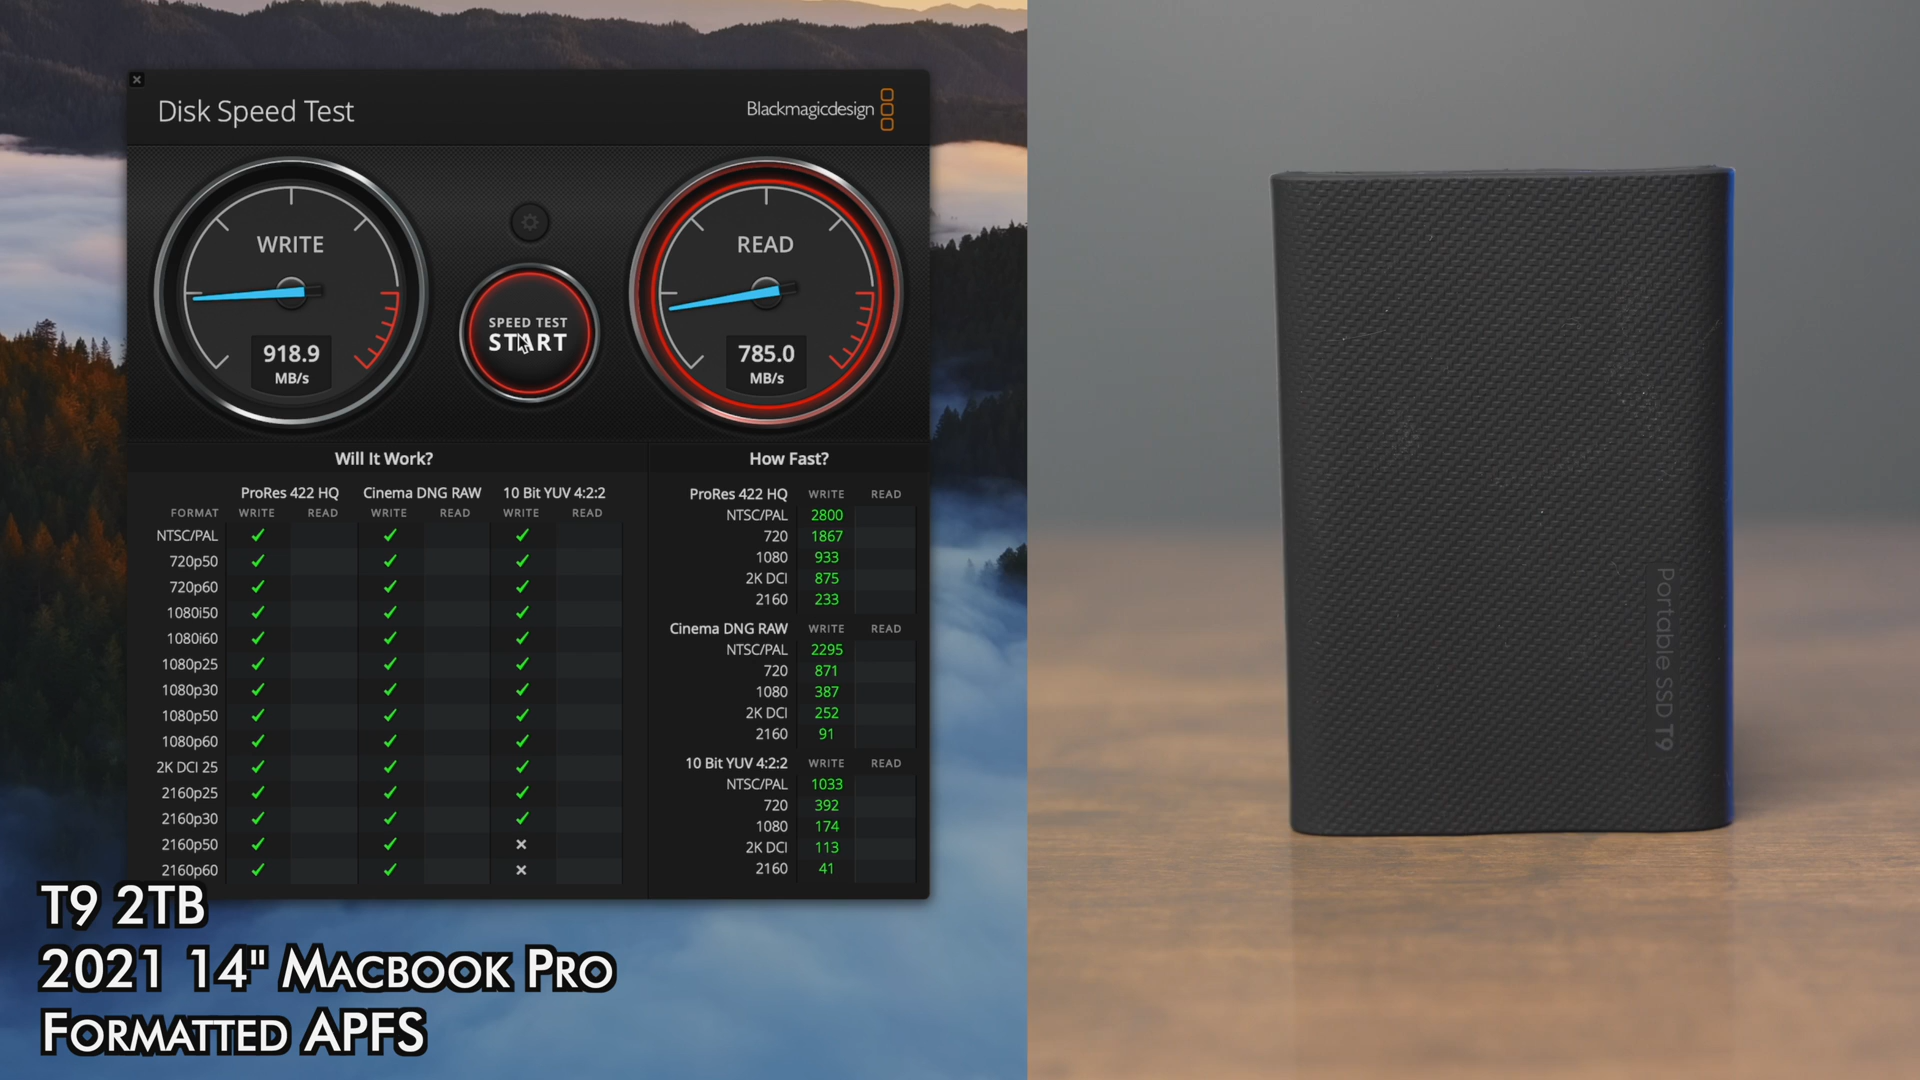 Disk Speed Test
Blackmagicdesign
WRITE
918.9
MB/s
SPEED TEST
START
READ
785.0
MB/s
Will It Work?
ProRes 422 HQ Cinema DNG RAW 10 Bit YUV 4:2:2
FORMAT WRITE READ WRITE READ WRITE READ
NTSC/PAL ✓ ✓ ✓
720p50 ✓ ✓ ✓
720p60 ✓ ✓ ✓
1080i50 ✓ ✓ ✓
1080i60 ✓ ✓ ✓
1080p25 ✓ ✓ ✓
1080p30 ✓ ✓ ✓
1080p50 ✓ ✓ ✓
1080p60 ✓ ✓ ✓
2K DCI 25 ✓ ✓ ✓
2160p25 ✓ ✓ ✓
2160p30 ✓ ✓ ✓
2160p50 ✓ ✓ ×
2160p60 ✓ ✓ ×
How Fast?
ProRes 422 HQ WRITE READ
NTSC/PAL 2800
720 1867
1080 933
2K DCI 875
2160 233
Cinema DNG RAW WRITE READ
NTSC/PAL 2295
720 871
1080 387
2K DCI 252
2160 91
10 Bit YUV 4:2:2 WRITE READ
NTSC/PAL 1033
720 392
1080 174
2K DCI 113
2160 41
T9 2TB
2021 14" MACBOOK PRO
FORMATTED APFS
Portable SSD T9